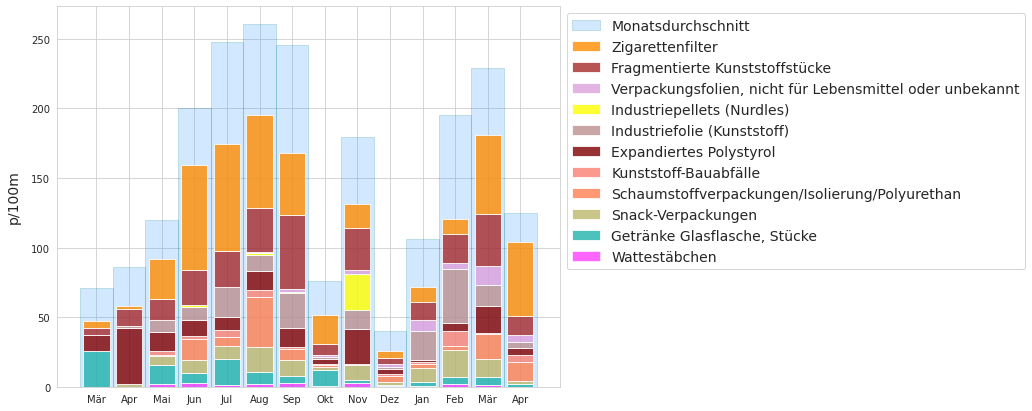 p/100m
250
200
150
100
50
0
Mär Apr Mai Jun Jul Aug Sep Okt Nov Dez Jan Feb Mär Apr
Monatsdurchschnitt
Zigarettenfilter
Fragmentierte Kunststoffstücke
Verpackungsfolien, nicht für Lebensmittel oder unbekannt
Industriepellets (Nurdles)
Industriefolie (Kunststoff)
Expandiertes Polystyrol
Kunststoff-Bauabfälle
Schaumstoffverpackungen/Isolierung/Polyurethan
Snack-Verpackungen
Getränke Glasflasche, Stücke
Wattestäbchen